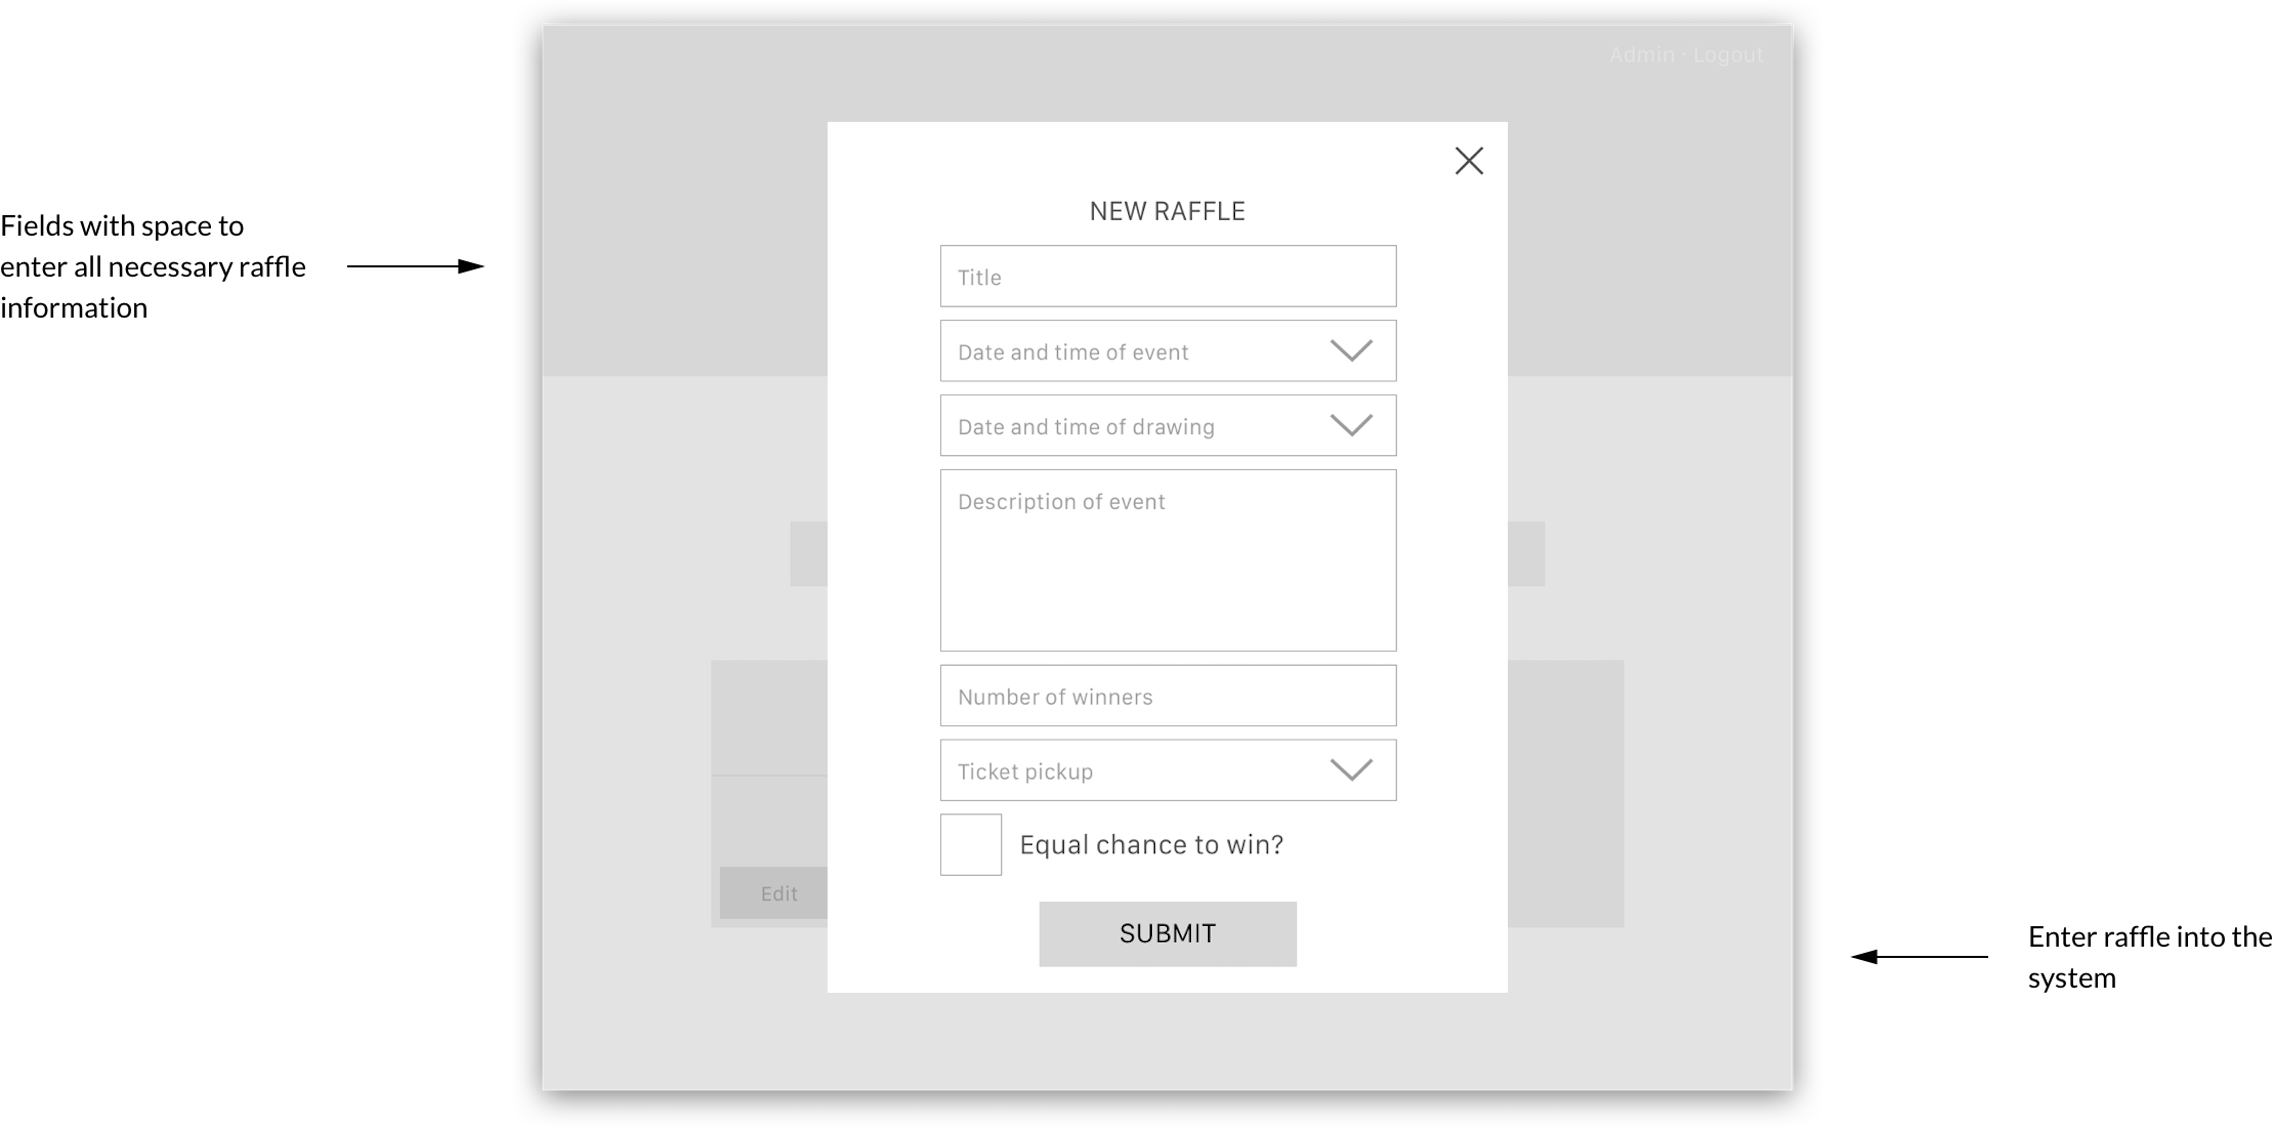 Admin · Logout
Fields with space to
enter all necessary raffle
information
NEW RAFFLE
Title
Date and time of event
Date and time of drawing
Description of event
Number of winners
Ticket pickup
Equal chance to win?
Edit
SUBMIT
Enter raffle into the
system